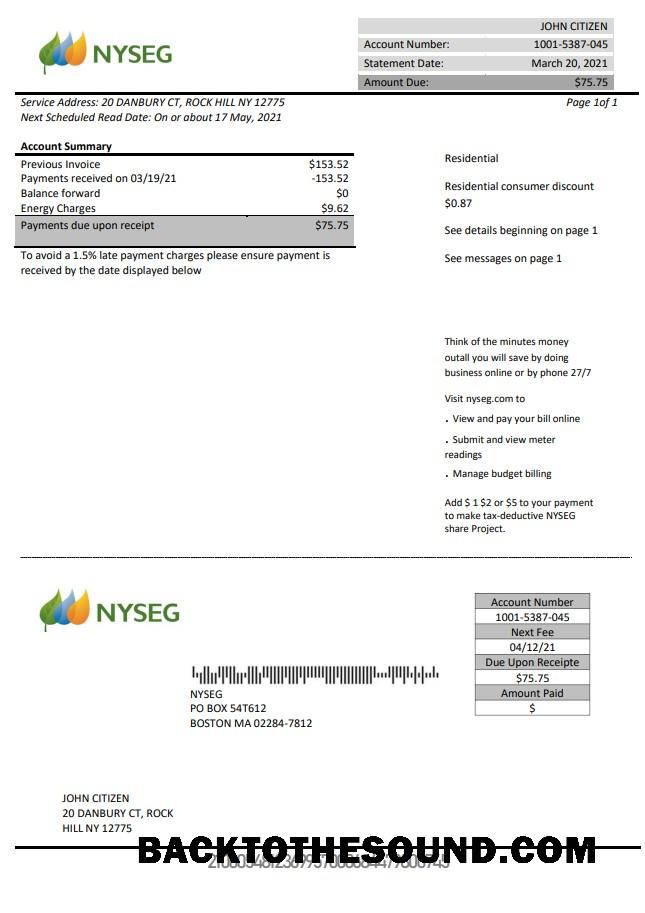 NYSEG
JOHN CITIZEN
Account Number: 1001-5387-045
Statement Date: March 20, 2021
Amount Due: $75.75
Service Address: 20 DANBURY CT, ROCK HILL NY 12775
Page 1of 1
Next Scheduled Read Date: On or about 17 May, 2021
Account Summary
Previous Invoice $153.52
Payments received on 03/19/21 -153.52
Balance forward $0
Energy Charges $9.62
Payments due upon receipt $75.75
To avoid a 1.5% late payment charges please ensure payment is
received by the date displayed below
Residential
Residential consumer discount
$0.87
See details beginning on page 1
See messages on page 1
Think of the minutes money
outall you will save by doing
business online or by phone 27/7
Visit nyseg.com to
. View and pay your bill online
. Submit and view meter
readings
. Manage budget billing
Add $ 1 $2 or $5 to your payment
to make tax-deductive NYSEG
share Project.
NYSEG
Account Number
1001-5387-045
Next Fee
04/12/21
Due Upon Receipte
$75.75
Amount Paid
$
NYSEG
PO BOX 54T612
BOSTON MA 02284-7812
JOHN CITIZEN
20 DANBURY CT, ROCK
HILL NY 12775
BACKTOTHESOUND.COM